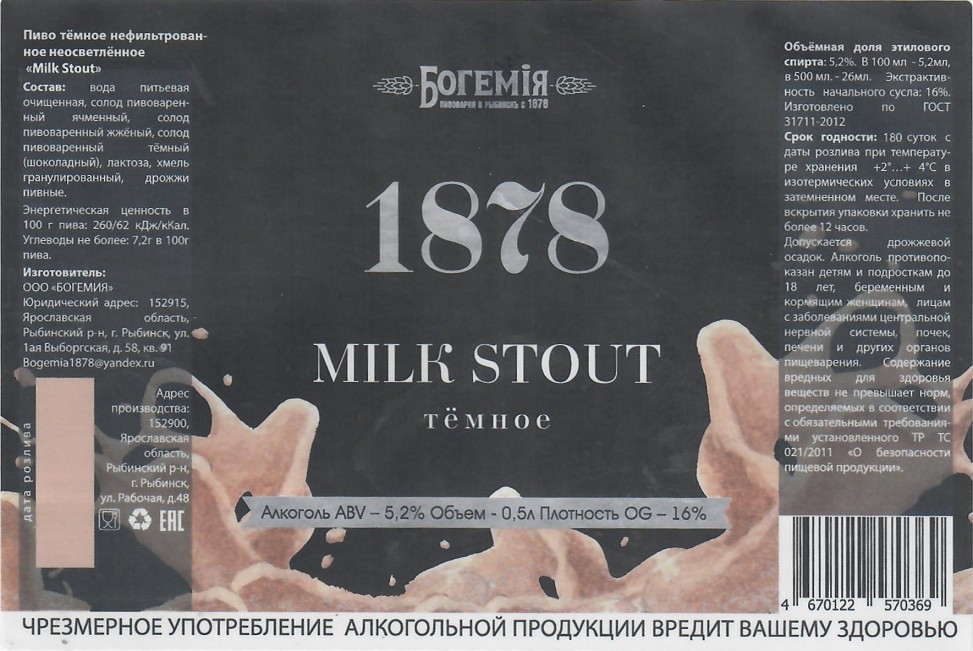 Пиво тёмное нефильтрован-
ное неосветлённое
«Milk Stout»
Состав: вода питьевая
очищенная, солод пивоварен-
ный ячменный, солод
пивоваренный жжёный, солод
пивоваренный тёмный
(шоколадный), лактоза, хмель
гранулированный, дрожжи
пивные.
Энергетическая ценность в
100 г пива: 260/62 кДж/кКал.
Углеводы не более: 7,2г в 100г
пива.
Изготовитель:
ООО «БОГЕМИЯ»
Юридический адрес: 152915,
Ярославская область,
Рыбинский р-н, г. Рыбинск, ул.
1ая Выборгская, д. 58, кв. 91
Bogemia1878@yandex.ru
Адрес
производства:
152900,
Ярославская
область,
Рыбинский р-н,
г. Рыбинск,
ул. Рабочая, д.48
дата розлива
EAC
БОГЕМIЯ
ПИВОВАРНЯ В РЫБИНСКЪ С 1878
1878
MILK STOUT
тёмное
Алкоголь ABV – 5,2% Объем - 0,5л Плотность OG – 16%
Объёмная доля этилового
спирта: 5,2%. В 100 мл - 5,2мл,
в 500 мл. - 26мл. Экстрактив-
ность начального сусла: 16%.
Изготовлено по ГОСТ
31711-2012
Срок годности: 180 суток с
даты розлива при температу-
ре хранения +2°...+ 4°С в
изотермических условиях в
затемненном месте. После
вскрытия упаковки хранить не
более 12 часов.
Допускается дрожжевой
осадок. Алкоголь противопо-
казан детям и подросткам до
18 лет, беременным и
кормящим женщинам, лицам
с заболеваниями центральной
нервной системы, почек,
печени и других органов
пищеварения. Содержание
вредных для здоровья
веществ не превышает норм,
определяемых в соответствии
с обязательными требования-
ми установленного ТР ТС
021/2011 «О безопасности
пищевой продукции».
4 670122 570369
ЧРЕЗМЕРНОЕ УПОТРЕБЛЕНИЕ АЛКОГОЛЬНОЙ ПРОДУКЦИИ ВРЕДИТ ВАШЕМУ ЗДОРОВЬЮ